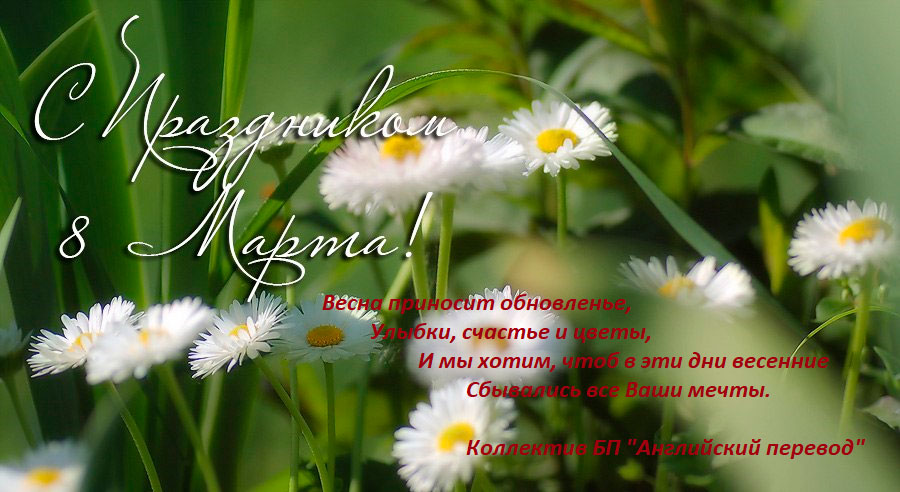 С Праздником
8 Марта!
Весна приносит обновленье,
Улыбки, счастье и цветы,
И мы хотим, чтоб в эти дни весенние
Сбывались все Ваши мечты.
Коллектив БП "Английский перевод"